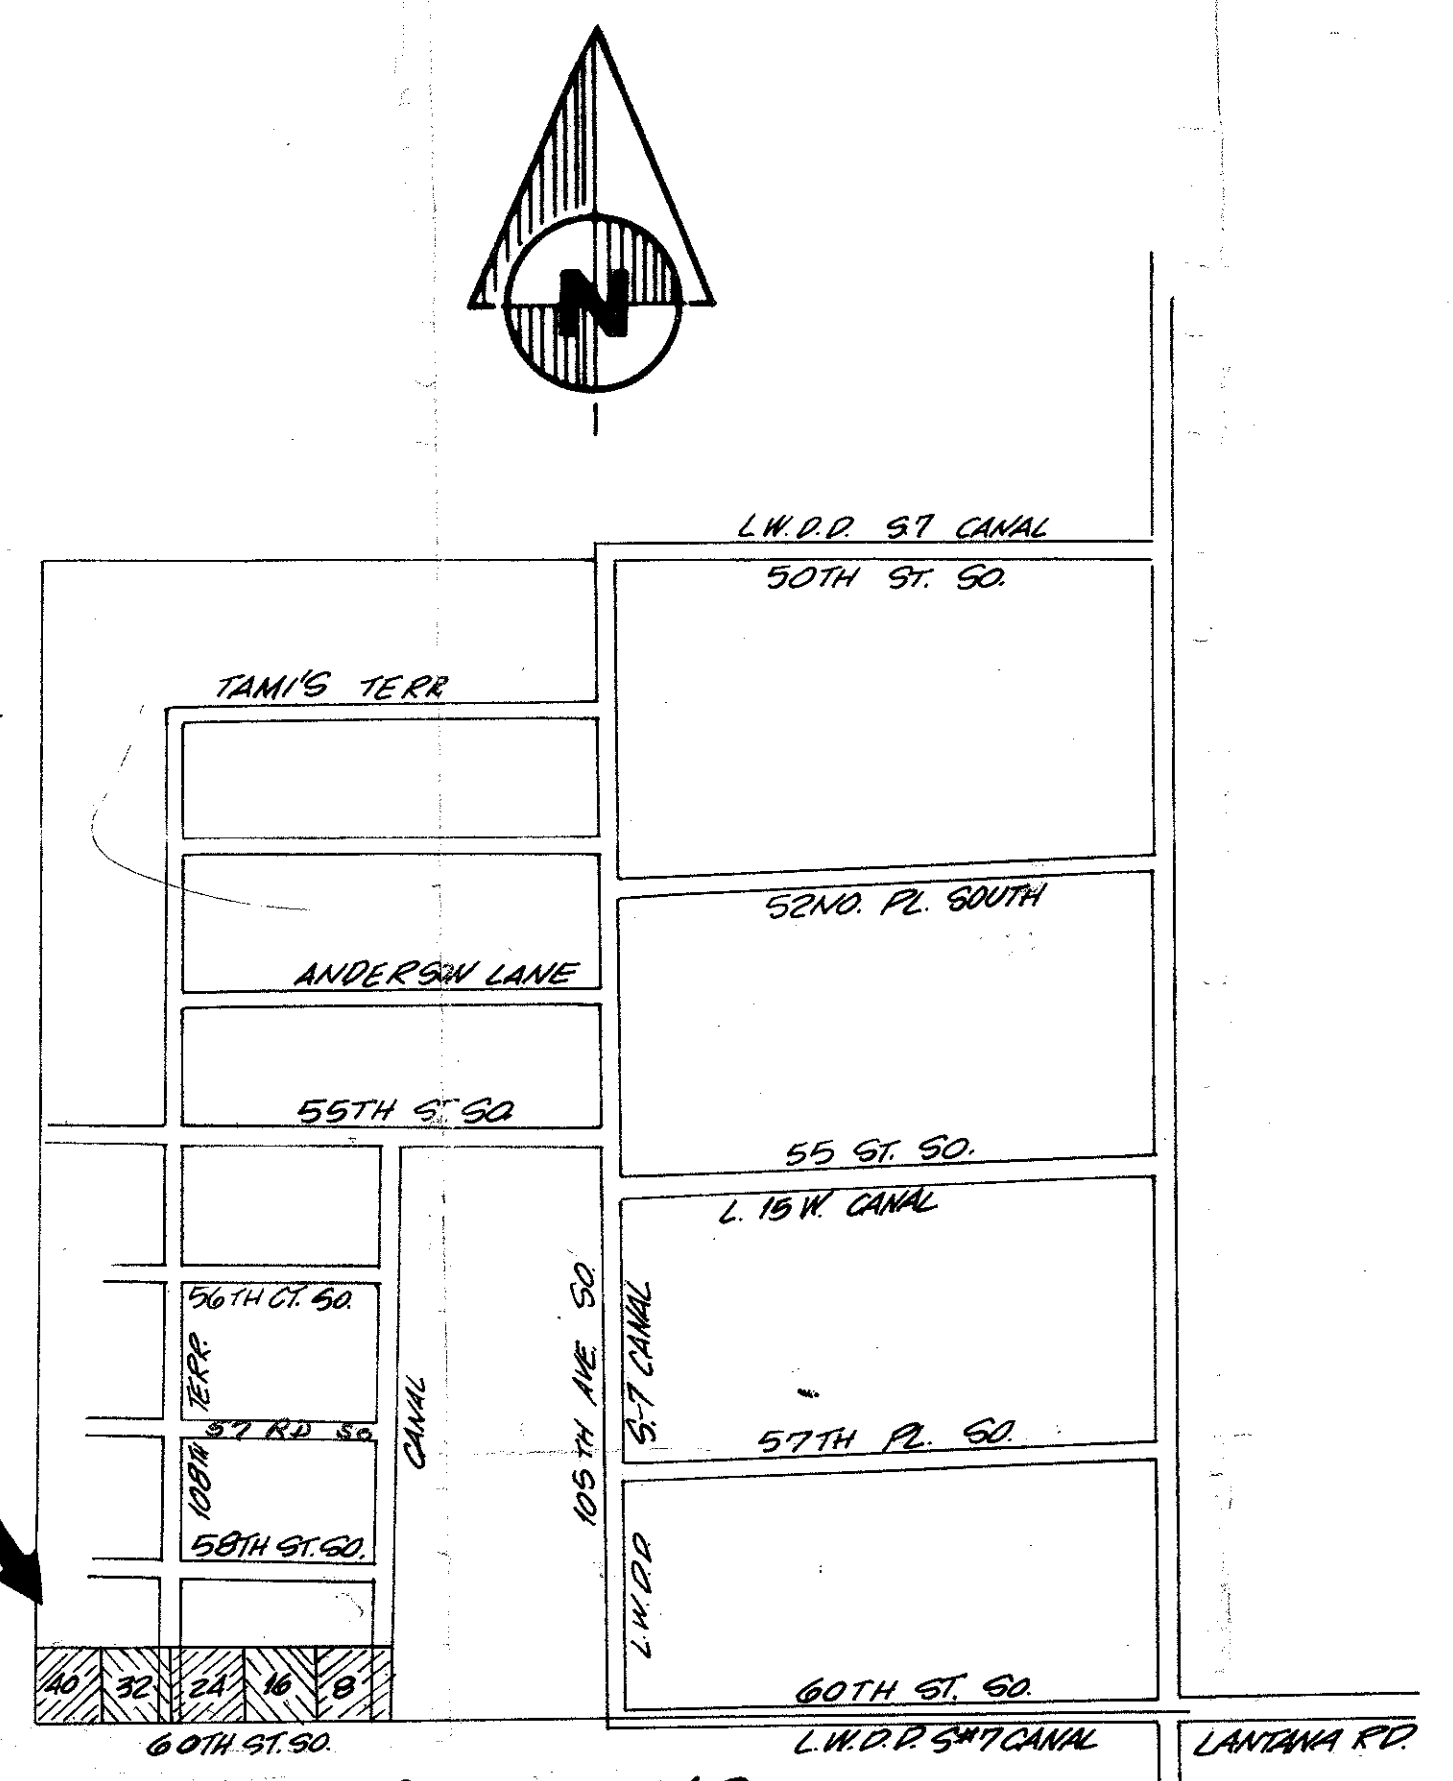 N
L.W.D.D. S.7 CANAL
50TH ST. SO.
TAMI'S TERR
52ND. PL. SOUTH
ANDERSON LANE
55TH ST SO.
55 ST. SO.
L. 15 W. CANAL
56TH CT. SO.
108TH TERR.
CANAL
105TH AVE. SO.
S-7 CANAL
57 RD SO
57TH PL. SO.
58TH ST. SO.
L.W.D.D.
40 32 24 16 8
60TH ST. SO.
60TH ST. SO.
L.W.D.D. S#7 CANAL
LANTANA RD.